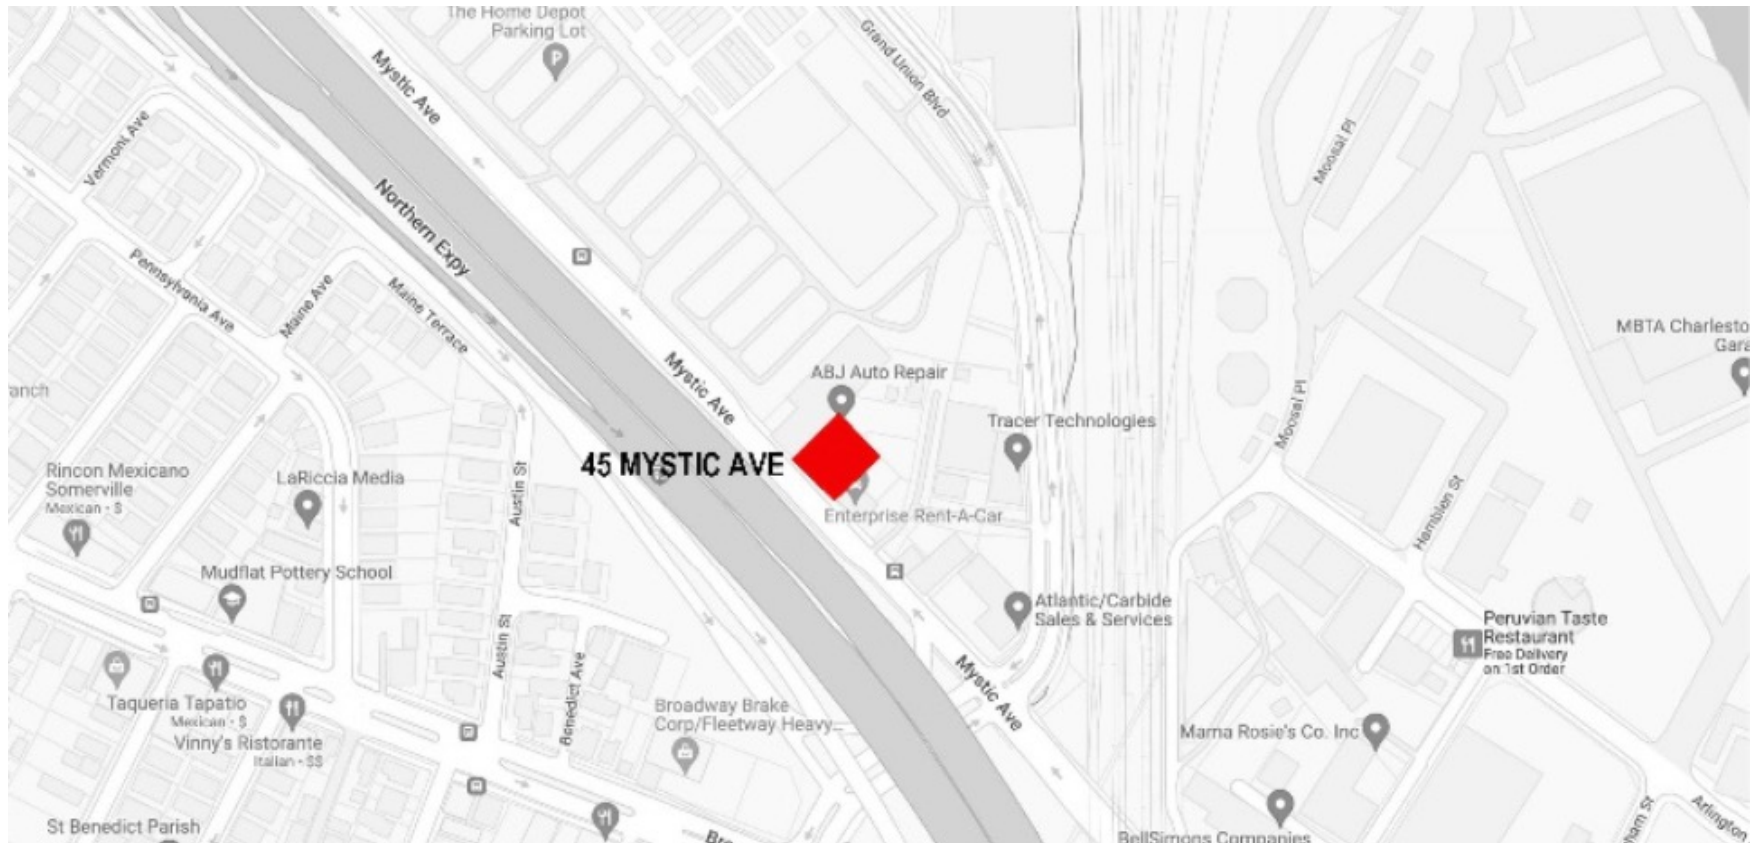 The Home Depot
Parking Lot
Mystic Ave
Grand Union Blvd
Vermont Ave
Moosal Pl
Northern Expy
Pennsylvania Ave
Maine Ave
Maine Terrace
MBTA Charlesto
Gara
Mystic Ave
ABJ Auto Repair
anch
Tracer Technologies
Moosal Pl
45 MYSTIC AVE
Rincon Mexicano
Somerville
Mexican - $
LaRiccia Media
Austin St
Hamblen St
Enterprise Rent-A-Car
Mudflat Pottery School
Atlantic/Carbide
Sales & Services
Peruvian Taste
Restaurant
Free Delivery
on 1st Order
Austin St
Benedict Ave
Mystic Ave
Taqueria Tapatio
Mexican - $
Vinny's Ristorante
Italian - $$
Broadway Brake
Corp/Fleetway Heavy...
Mama Rosie's Co. Inc
St Benedict Parish
Bro
BellSimons Companies
ham St
Arlington